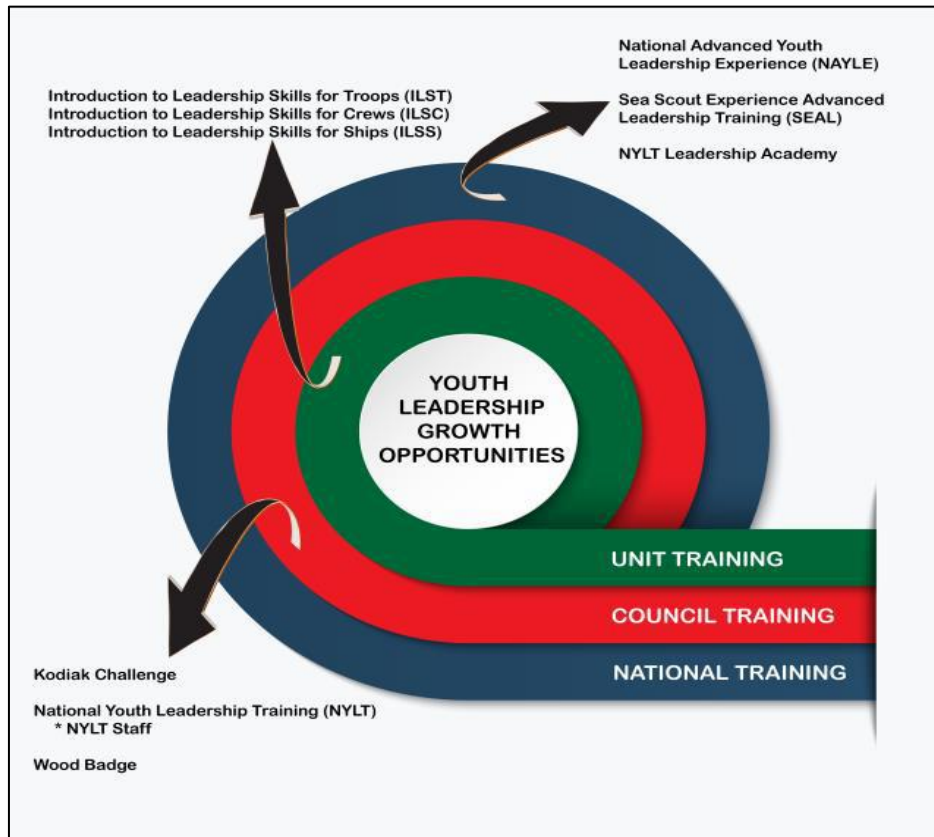 National Advanced Youth
Leadership Experience (NAYLE)
Sea Scout Experience Advanced
Leadership Training (SEAL)
NYLT Leadership Academy
Introduction to Leadership Skills for Troops (ILST)
Introduction to Leadership Skills for Crews (ILSC)
Introduction to Leadership Skills for Ships (ILSS)
YOUTH
LEADERSHIP
GROWTH
OPPORTUNITIES
UNIT TRAINING
COUNCIL TRAINING
NATIONAL TRAINING
Kodiak Challenge
National Youth Leadership Training (NYLT)
* NYLT Staff
Wood Badge